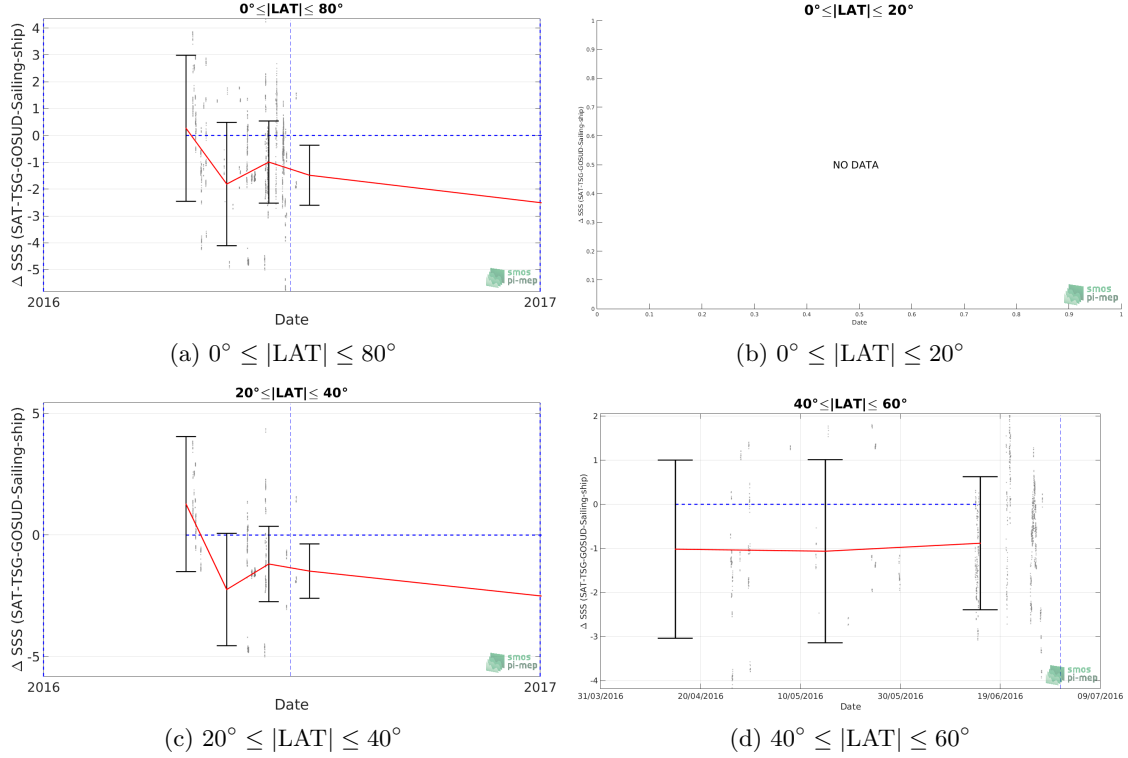 0°≤|LAT|≤ 80°
4
3
2
1
0
-1
-2
-3
-4
-5
Δ SSS (SAT-TSG-GOSUD-Sailing-ship)
2016
2017
Date
smos
pi-mep
(a) 0° ≤ |LAT| ≤ 80°
0°≤|LAT|≤ 20°
1
0.9
0.8
0.7
0.6
0.5
0.4
0.3
0.2
0.1
0
Δ SSS (SAT-TSG-GOSUD-Sailing-ship)
NO DATA
0 0.1 0.2 0.3 0.4 0.5 0.6 0.7 0.8 0.9 1
Date
smos
pi-mep
(b) 0° ≤ |LAT| ≤ 20°
20°≤|LAT|≤ 40°
5
0
-5
Δ SSS (SAT-TSG-GOSUD-Sailing-ship)
2016
2017
Date
smos
pi-mep
(c) 20° ≤ |LAT| ≤ 40°
40°≤|LAT|≤ 60°
2
1
0
-1
-2
-3
-4
Δ SSS (SAT-TSG-GOSUD-Sailing-ship)
31/03/2016 20/04/2016 10/05/2016 30/05/2016 19/06/2016 09/07/2016
Date
smos
pi-mep
(d) 40° ≤ |LAT| ≤ 60°